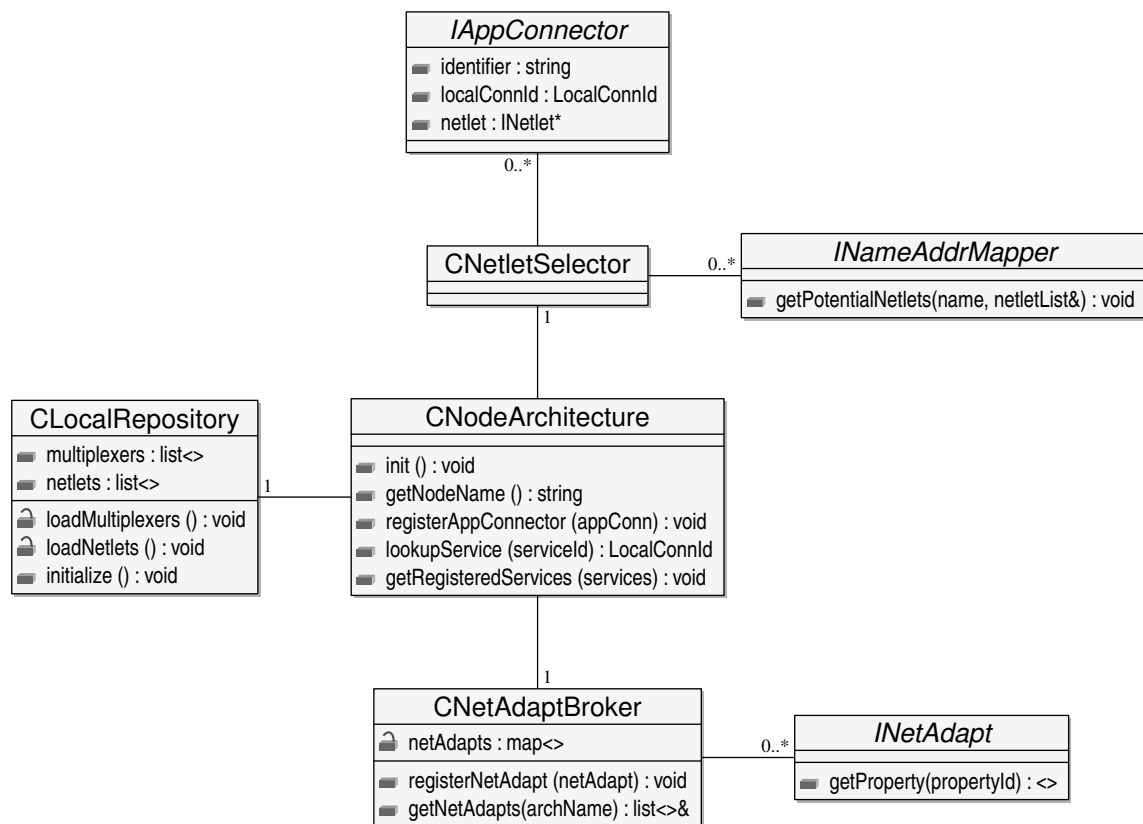 IAppConnector
identifier : string
localConnId : LocalConnId
netlet : INetlet*
0..*
CNetletSelector
0..*
1
INameAddrMapper
getPotentialNetlets(name, netletList&) : void
CLocalRepository
multiplexers : list<>
netlets : list<>
loadMultiplexers () : void
loadNetlets () : void
initialize () : void
1
CNodeArchitecture
init () : void
getNodeName () : string
registerAppConnector (appConn) : void
lookupService (serviceId) : LocalConnId
getRegisteredServices (services) : void
1
CNetAdaptBroker
netAdapts : map<>
registerNetAdapt (netAdapt) : void
getNetAdapts(archName) : list<>&
0..*
INetAdapt
getProperty(propertyId) : <>